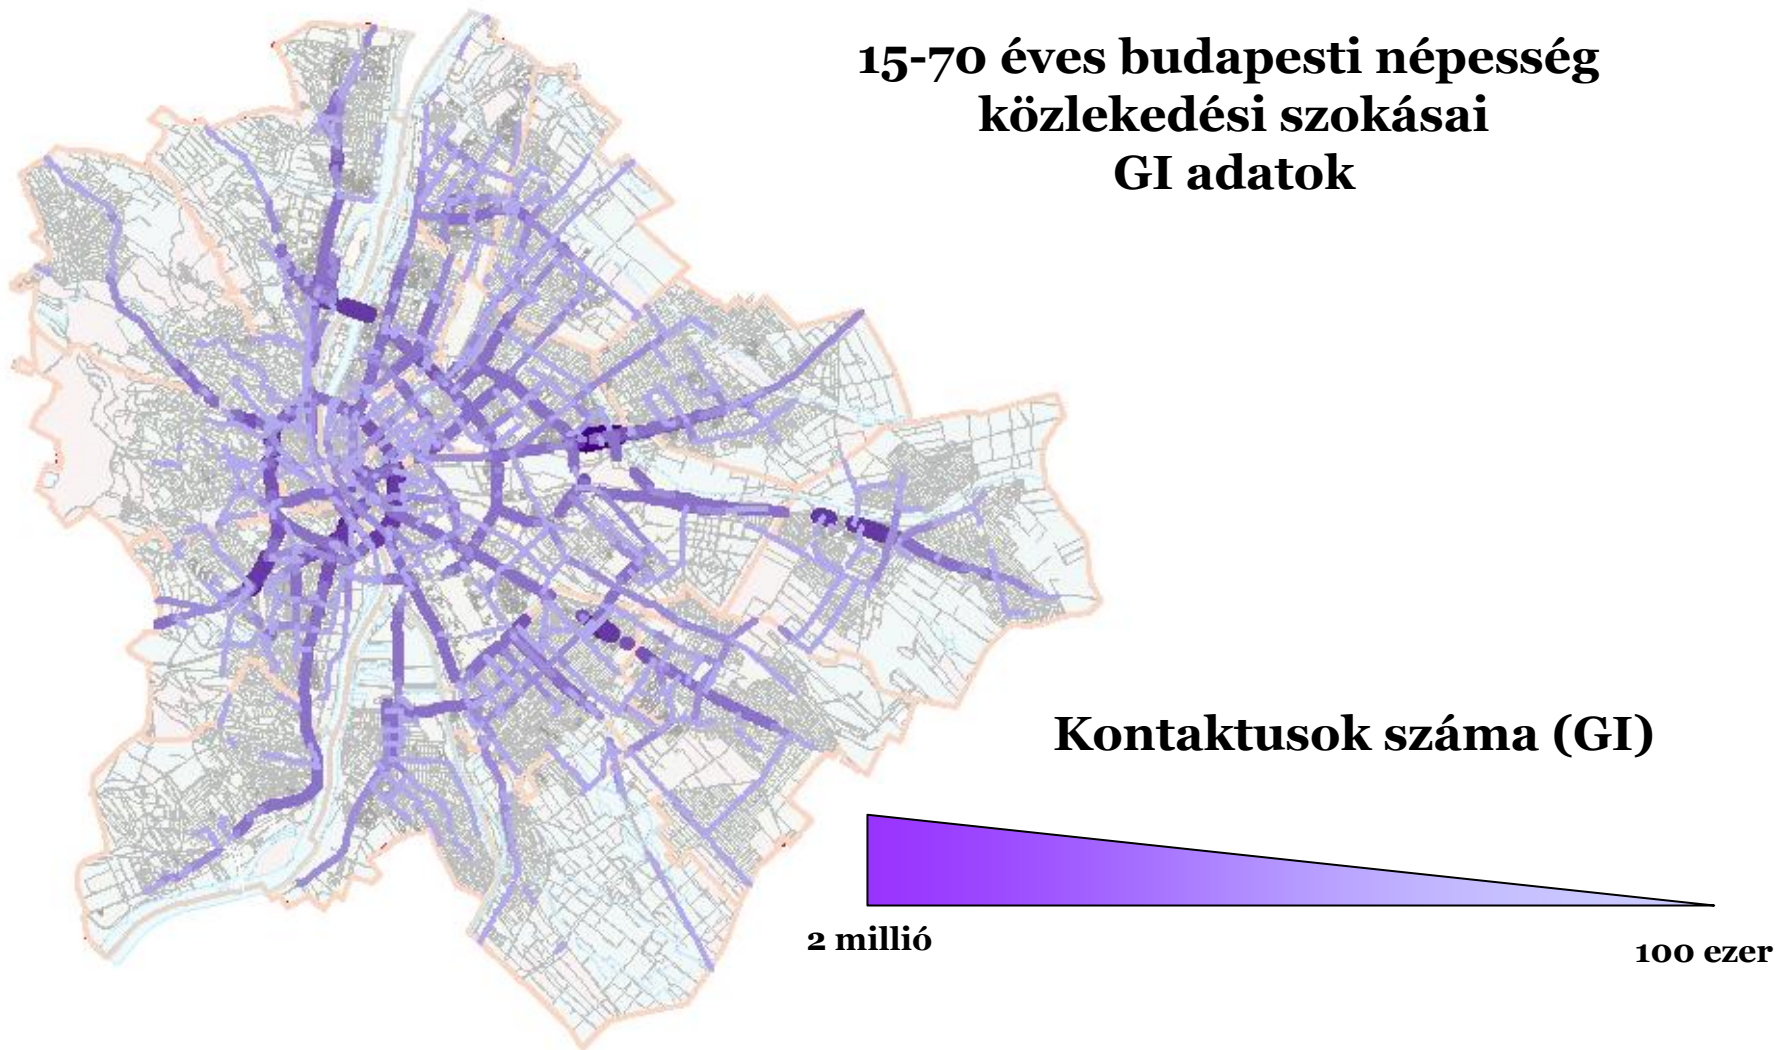 15-70 éves budapesti népesség
közlekedési szokásai
GI adatok
Kontaktusok száma (GI)
2 millió
100 ezer